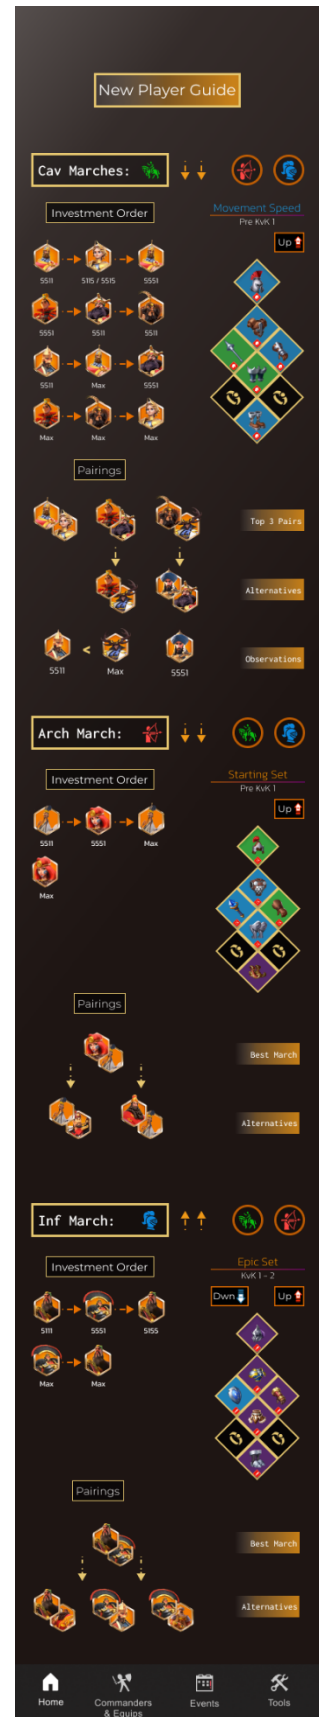 New Player Guide
Cav Marches:
Investment Order
Movement Speed
Pre KvK 1
Up
5511
5115 / 5515
5551
5551
5511
5511
5511
Max
5551
Max
Max
Max
Pairings
Top 3 Pairs
Alternatives
<
5511
Max
5551
Observations
Arch March:
Investment Order
Starting Set
Pre KvK 1
Up
5511
5551
Max
Max
Pairings
Best March
Alternatives
Inf March:
Investment Order
Epic Set
KvK 1 - 2
Dwn
Up
5111
5551
5155
Max
Max
Pairings
Best March
Alternatives
Home
Commanders
& Equips
Events
Tools